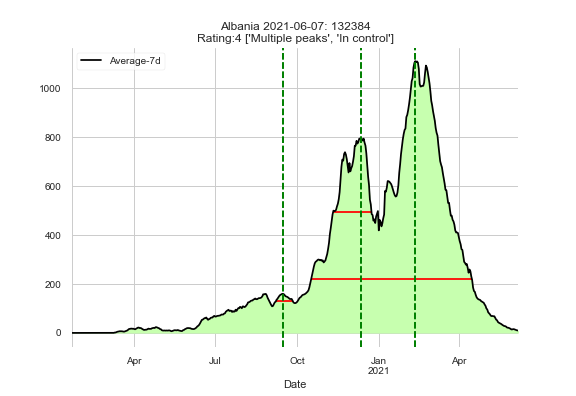 Albania 2021-06-07: 132384
Rating:4 ['Multiple peaks', 'In control']
Average-7d
1000
800
600
400
200
0
Apr Jul Oct Jan Apr
2021
Date